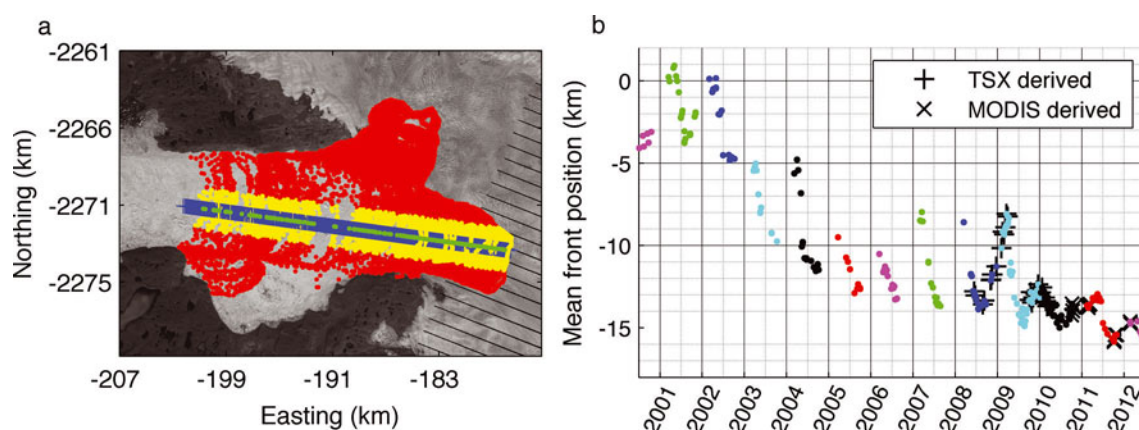 a
-2261
-2266
-2271
-2275
Northing (km)
-207 -199 -191 -183
Easting (km)
b
0
-5
-10
-15
Mean front position (km)
+ TSX derived
× MODIS derived
2001 2002 2003 2004 2005 2006 2007 2008 2009 2010 2011 2012